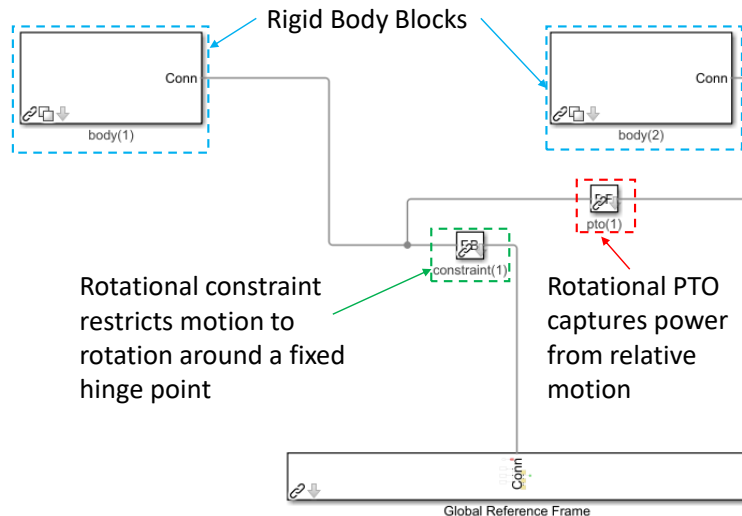 Rigid Body Blocks
Conn
body(1)
Conn
body(2)
pto(1)
constraint(1)
Rotational constraint
restricts motion to
rotation around a fixed
hinge point
Rotational PTO
captures power
from relative
motion
Conn
Global Reference Frame